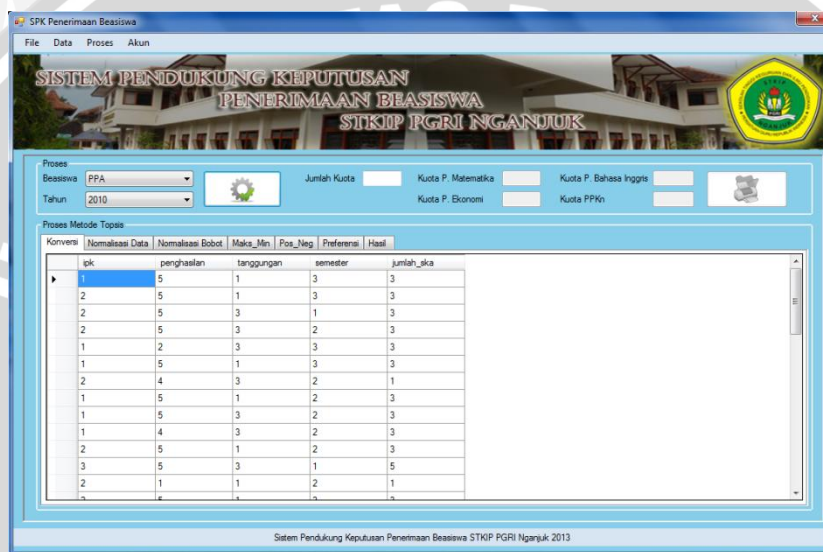 SPK Penerimaan Beasiswa
File Data Proses Akun
SISTEM PENDUKUNG KEPUTUSAN
PENERIMAAN BEASISWA
STKIP PGRI NGANJUK
Proses
Beasiswa PPA Jumlah Kuota Kuota P. Matematika Kuota P. Bahasa Inggris
Tahun 2010 Kuota P. Ekonomi Kuota PPKn
Proses Metode Topsis
Konversi Normalisasi Data Normalisasi Bobot Maks_Min Pos_Neg Preferensi Hasil
ipk penghasilan tanggungan semester jumlah_ska
1 5 1 3 3
2 5 1 3 3
2 5 3 1 3
2 5 3 2 3
1 2 3 3 3
1 5 1 3 3
2 4 3 2 1
1 5 1 2 3
1 5 3 2 3
1 4 3 2 3
2 5 1 2 3
3 5 3 1 5
2 1 1 2 1
Sistem Pendukung Keputusan Penerimaan Beasiswa STKIP PGRI Nganjuk 2013